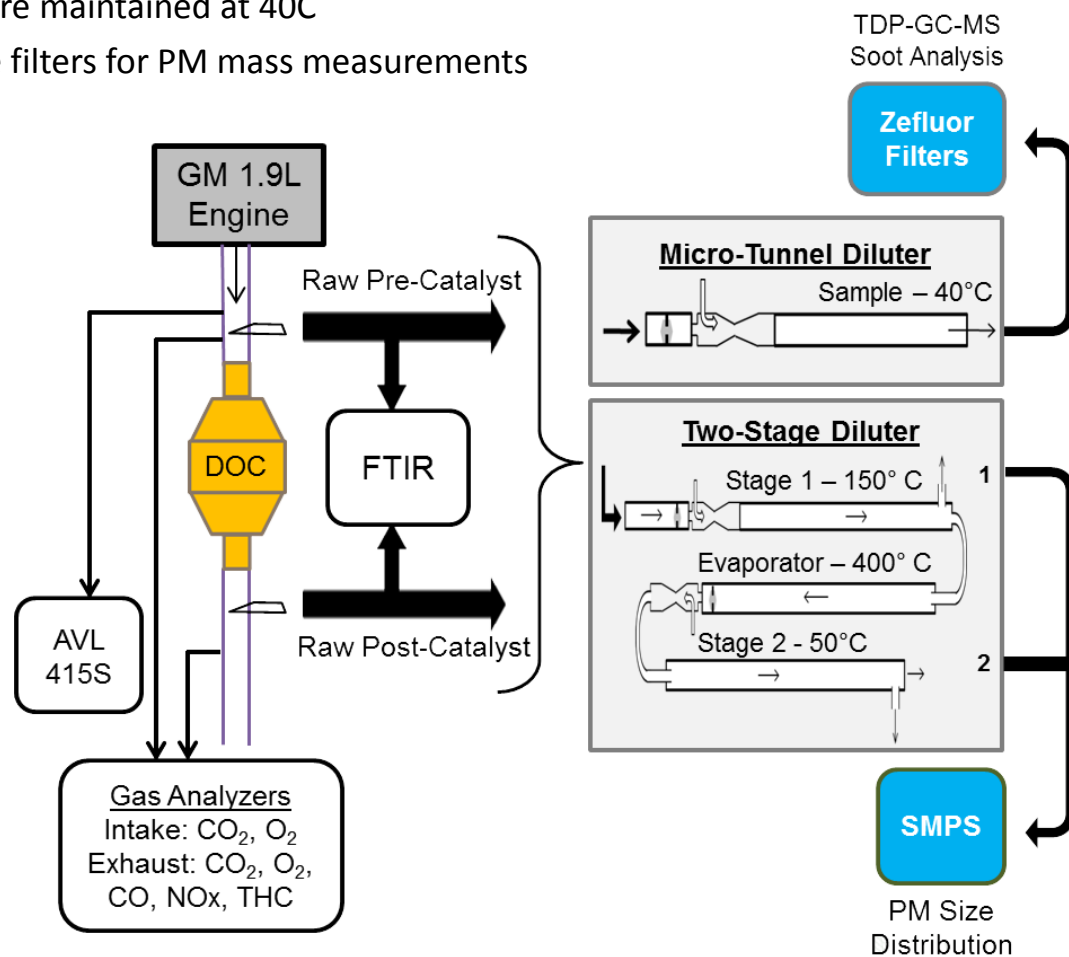 re maintained at 40C
filters for PM mass measurements
TDP-GC-MS
Soot Analysis
Zefluor
Filters
GM 1.9L
Engine
Raw Pre-Catalyst
Micro-Tunnel Diluter
Sample – 40°C
DOC
FTIR
Two-Stage Diluter
Stage 1 – 150° C
1
Evaporator – 400° C
Stage 2 - 50°C
2
Raw Post-Catalyst
AVL
415S
Gas Analyzers
Intake: CO₂, O₂
Exhaust: CO₂, O₂,
CO, NOx, THC
SMPS
PM Size
Distribution